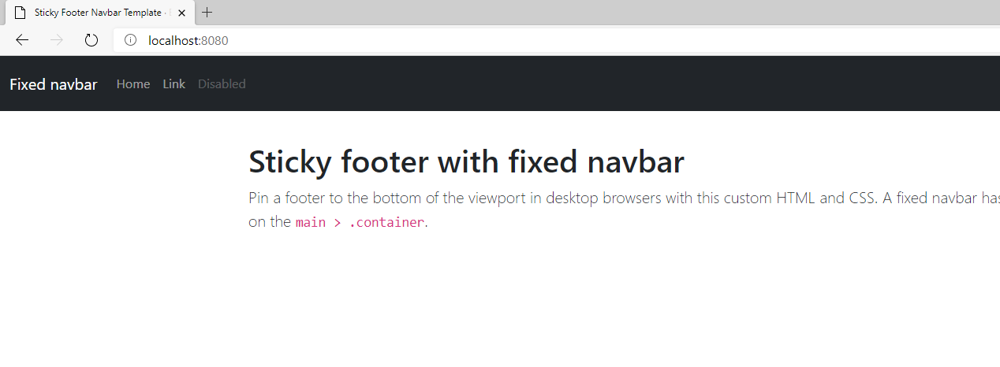 Sticky Footer Navbar Template ·
localhost:8080
Fixed navbar Home Link Disabled
Sticky footer with fixed navbar
Pin a footer to the bottom of the viewport in desktop browsers with this custom HTML and CSS. A fixed navbar has
on the main > .container.